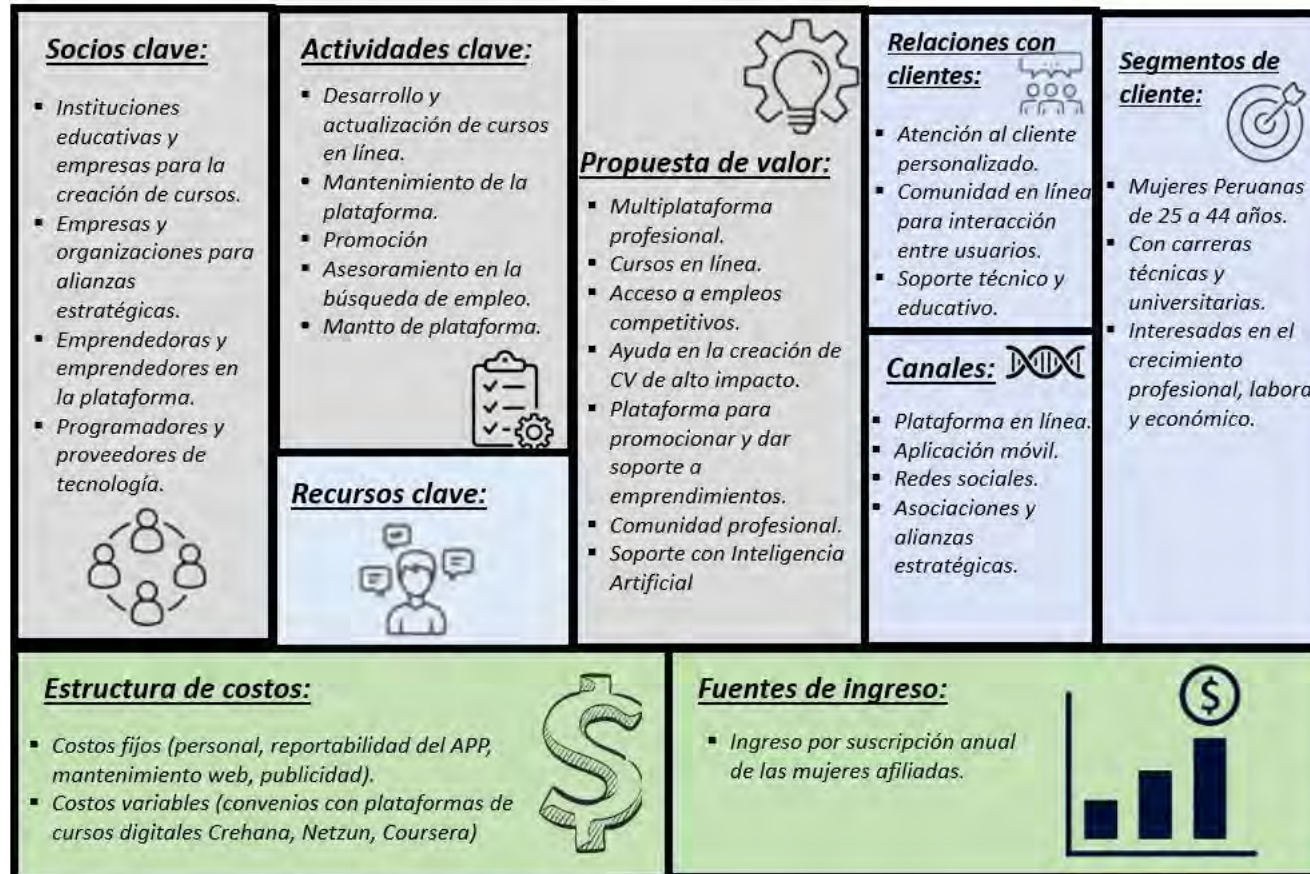 Socios clave:
▪ Instituciones
educativas y
empresas para la
creación de cursos.
▪ Empresas y
organizaciones para
alianzas
estratégicas.
▪ Emprendedoras y
emprendedores en
la plataforma.
▪ Programadores y
proveedores de
tecnología.
Actividades clave:
▪ Desarrollo y
actualización de cursos
en línea.
▪ Mantenimiento de la
plataforma.
▪ Promoción
▪ Asesoramiento en la
búsqueda de empleo.
▪ Mantto de plataforma.
Recursos clave:
Propuesta de valor:
▪ Multiplataforma
profesional.
▪ Cursos en línea.
▪ Acceso a empleos
competitivos.
▪ Ayuda en la creación de
CV de alto impacto.
▪ Plataforma para
promocionar y dar
soporte a
emprendimientos.
▪ Comunidad profesional.
▪ Soporte con Inteligencia
Artificial
Relaciones con
clientes:
▪ Atención al cliente
personalizado.
▪ Comunidad en línea
para interacción
entre usuarios.
▪ Soporte técnico y
educativo.
Canales:
▪ Plataforma en línea.
▪ Aplicación móvil.
▪ Redes sociales.
▪ Asociaciones y
alianzas
estratégicas.
Segmentos de
cliente:
▪ Mujeres Peruanas
de 25 a 44 años.
▪ Con carreras
técnicas y
universitarias.
▪ Interesadas en el
crecimiento
profesional, labora
y económico.
Estructura de costos:
▪ Costos fijos (personal, reportabilidad del APP,
mantenimiento web, publicidad).
▪ Costos variables (convenios con plataformas de
cursos digitales Crehana, Netzun, Coursera)
$
Fuentes de ingreso:
▪ Ingreso por suscripción anual
de las mujeres afiliadas.
$